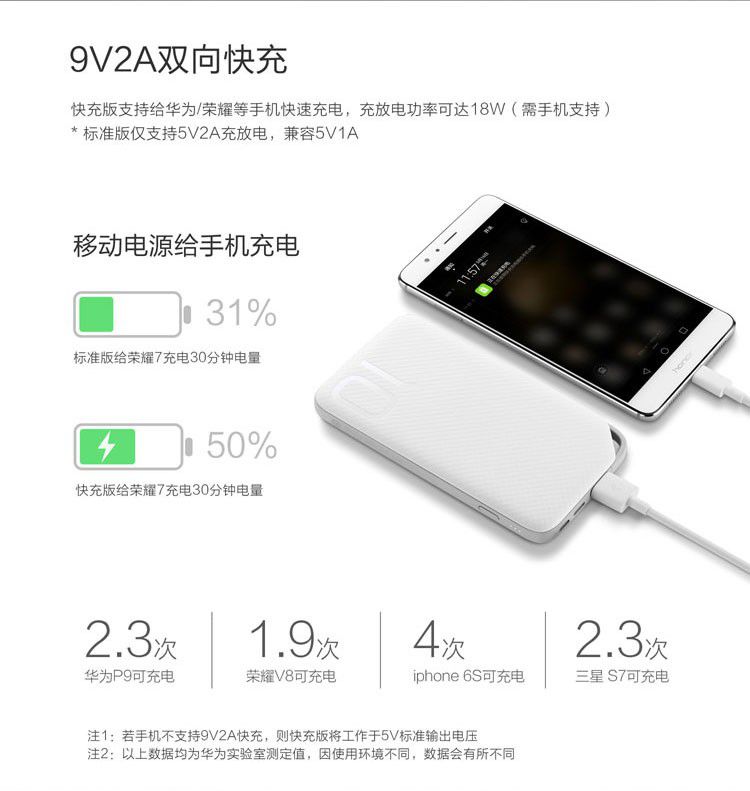 9V2A双向快充
快充版支持给华为/荣耀等手机快速充电，充放电功率可达18W（需手机支持）
* 标准版仅支持5V2A充放电，兼容5V1A
移动电源给手机充电
31%
标准版给荣耀7充电30分钟电量
50%
快充版给荣耀7充电30分钟电量
11:57
honor
10
2.3次
华为P9可充电
1.9次
荣耀V8可充电
4次
iphone 6S可充电
2.3次
三星 S7可充电
注1：若手机不支持9V2A快充，则快充版将工作于5V标准输出电压
注2：以上数据均为华为实验室测定值，因使用环境不同，数据会有所不同